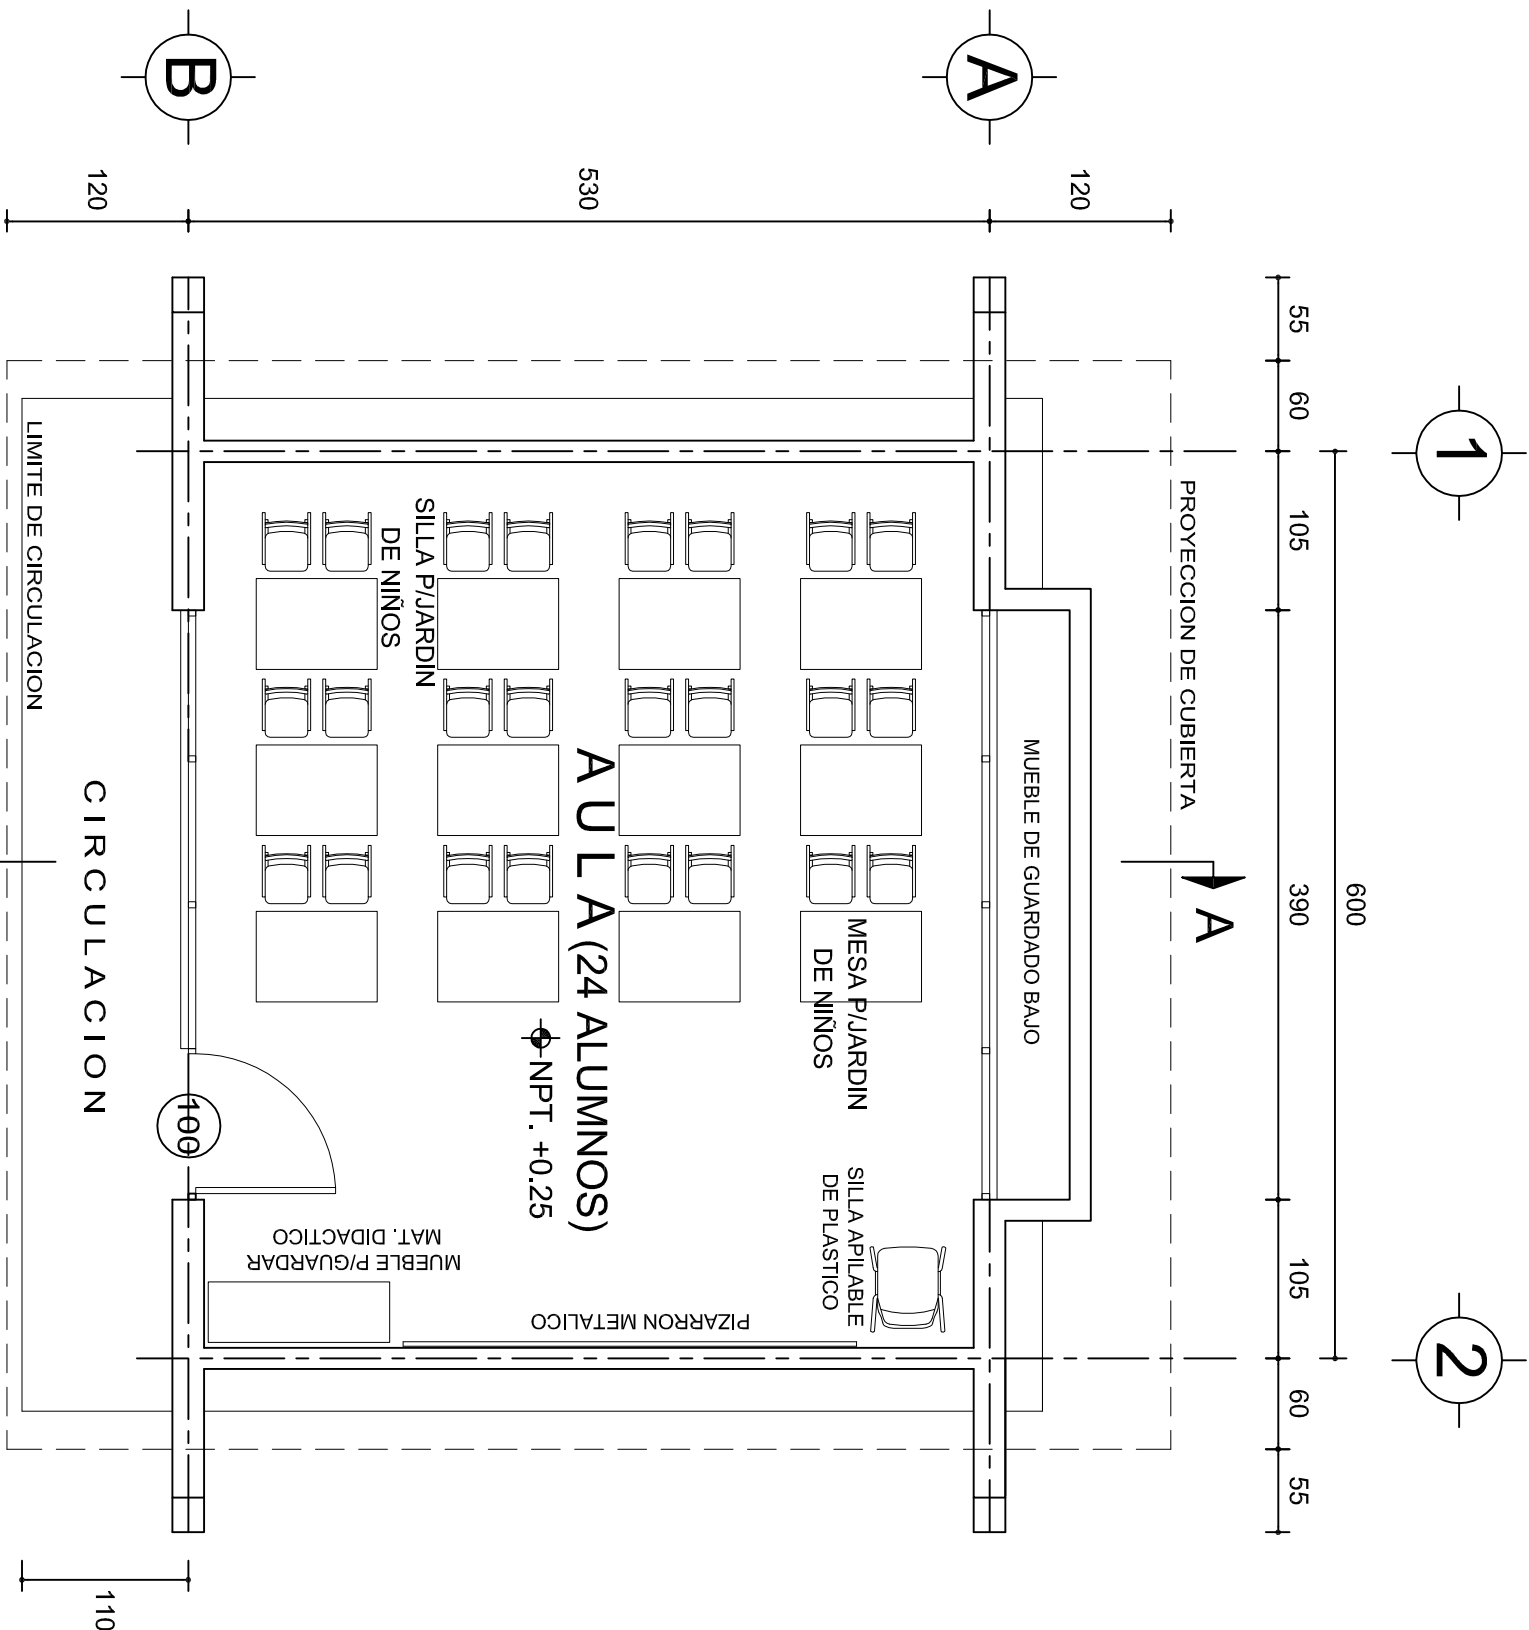 1
2
600
55
60
105
390
105
60
55
A
B
120
530
120
110
PROYECCION DE CUBIERTA
A
MUEBLE DE GUARDADO BAJO
MESA P/JARDIN
DE NIÑOS
SILLA APILABLE
DE PLASTICO
A U L A (24 ALUMNOS)
NPT. +0.25
SILLA P/JARDIN
DE NIÑOS
PIZARRON METALICO
MUEBLE P/GUARDAR
MAT. DIDACTICO
100
C I R C U L A C I O N
LIMITE DE CIRCULACION